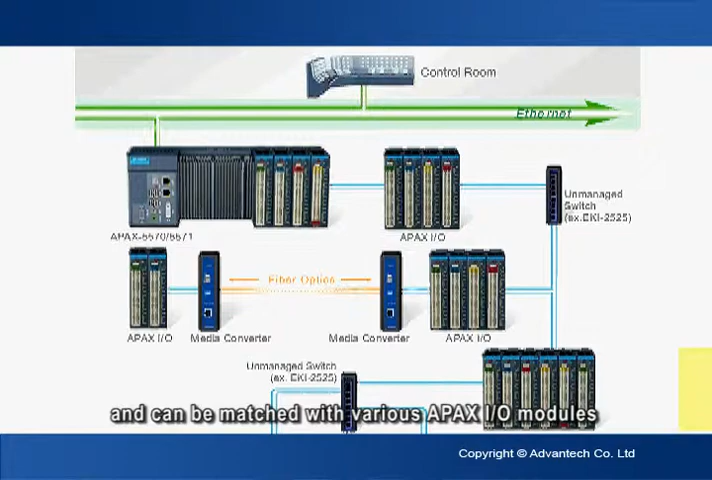 Control Room
Ethernet
Unmanaged
Switch
(ex.EKI-2525)
APAX-5570/5571
APAX I/O
Fiber Optics
APAX I/O
Media Converter
Media Converter
APAX I/O
Unmanaged Switch
(ex. EKI-2525)
and can be matched with various APAX I/O modules
Copyright © Advantech Co. Ltd